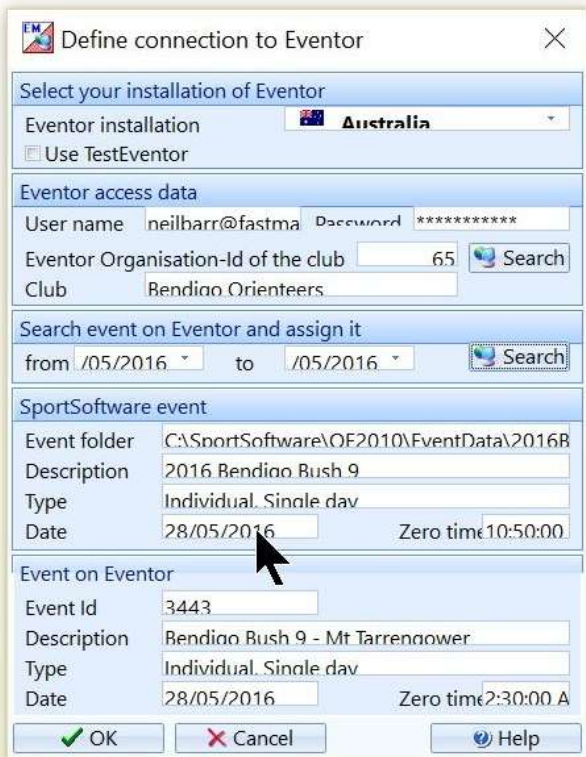 EM
Define connection to Eventor
Select your installation of Eventor
Eventor installation Australia
Use TestEventor
Eventor access data
User name neilbarr@fastma Password ***********
Eventor Organisation-Id of the club 65 Search
Club Bendigo Orienteers
Search event on Eventor and assign it
from /05/2016 to /05/2016 Search
SportSoftware event
Event folder C:\SportSoftware\OE2010\EventData\2016B
Description 2016 Bendigo Bush 9
Type Individual, Single day
Date 28/05/2016 Zero time 10:50:00
Event on Eventor
Event Id 3443
Description Bendigo Bush 9 - Mt Tarrengower
Type Individual, Single day
Date 28/05/2016 Zero time 2:30:00 A
OK Cancel Help